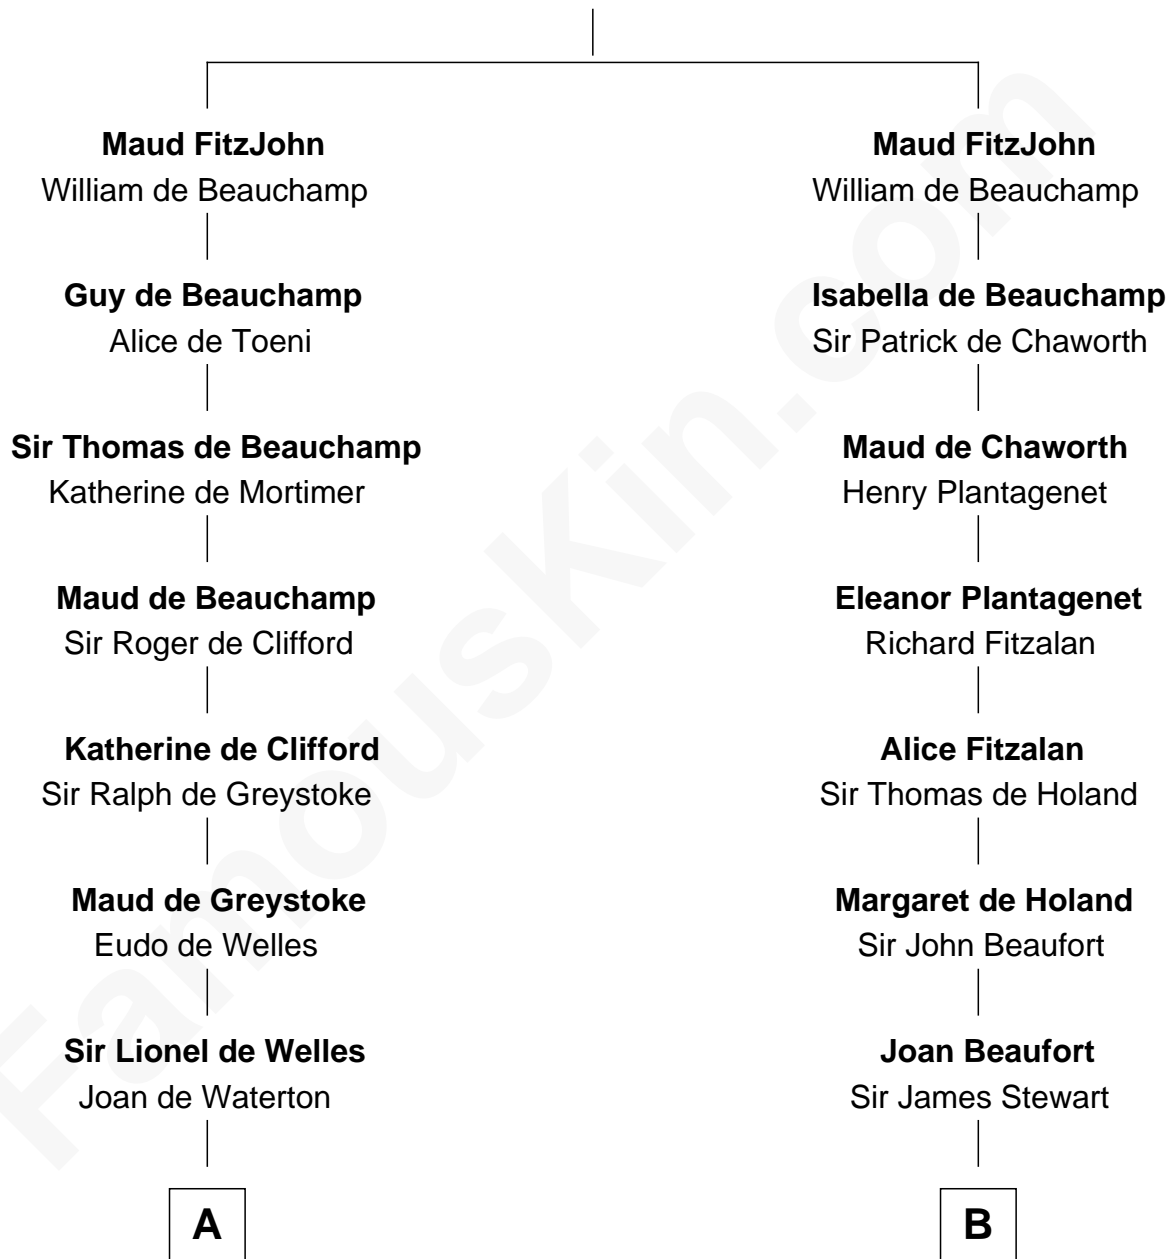 Maud FitzJohn
William de Beauchamp
Guy de Beauchamp
Alice de Toeni
Sir Thomas de Beauchamp
Katherine de Mortimer
Maud de Beauchamp
Sir Roger de Clifford
Katherine de Clifford
Sir Ralph de Greystoke
Maud de Greystoke
Eudo de Welles
Sir Lionel de Welles
Joan de Waterton
A
Maud FitzJohn
William de Beauchamp
Isabella de Beauchamp
Sir Patrick de Chaworth
Maud de Chaworth
Henry Plantagenet
Eleanor Plantagenet
Richard Fitzalan
Alice Fitzalan
Sir Thomas de Holand
Margaret de Holand
Sir John Beaufort
Joan Beaufort
Sir James Stewart
B
FamousKin.com